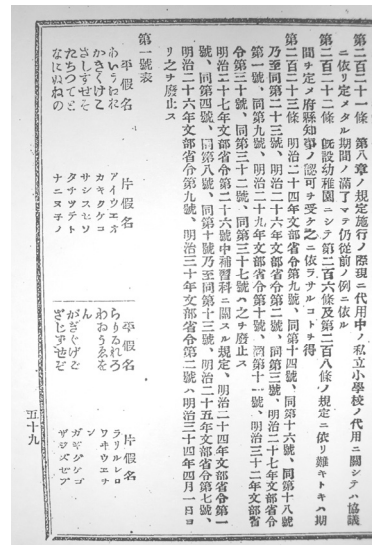 第二百二十一條 第八章ノ規定施行ノ際現ニ代用中ノ私立小學校ノ代用ニ關シテハ協議
ニ依リ定メタル期間ノ滿了マテ仍從前ノ例ニ依ル
第二百二十二條 旣設幼稚園ニシテ第二百六條及第二百八條ノ規定ニ依リ難キトキハ期
間ヲ定メ府縣知事ノ認可ヲ受ケ之ニ依ラサルコトヲ得
第二百二十三條 明治二十四年文部省令第九號、同第十四號、同第十六號、同第十八號
乃至同第二十三號、明治二十六年文部省令第二號、同第三號、明治二十七年文部省令
第一號、同第九號、明治二十九年文部省令第十號、同第十一號、明治三十二年文部省
令第三十號、同第三十二號、同第三十七號ハ之ヲ廢止ス
明治二十七年文部省令第二十六號中補習科ニ關スル規定、明治二十四年文部省令第一
號、同第四號、同第八號、同第十號乃至同第十三號、明治二十五年文部省令第七號、
明治二十六年文部省令第九號、明治三十年文部省令第二號ハ明治三十四年四月一日ヨ
リ之ヲ廢止ス
第一號表
平假名 片假名 平假名 片假名
あいうえお アイウエオ らりるれろ ラリルレロ
かきくけこ カキクケコ わゐうゑを ワヰウヱヲ
さしすせそ サシスセソ ん ン
たちつてと タチツテト がぎぐげご ガギグゲゴ
なにぬねの ナニヌネノ ざじずぜぞ ザジズゼゾ
五十九